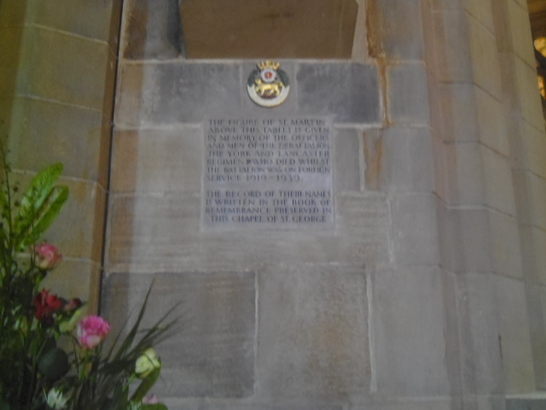 THE FIGURE OF ST. MARTIN
ABOVE THIS TABLET IS GIVEN
IN MEMORY OF THE OFFICERS
AND MEN OF THE BATTALION
THE YORK AND LANCASTER
REGIMENT WHO DIED WHILST
THE BATTALION WAS ON FOREIGN
SERVICE 1919-1939.
THE RECORD OF THEIR NAMES
IS WRITTEN IN THE BOOK OF
REMEMBRANCE PRESERVED IN
THIS CHAPEL OF ST. GEORGE